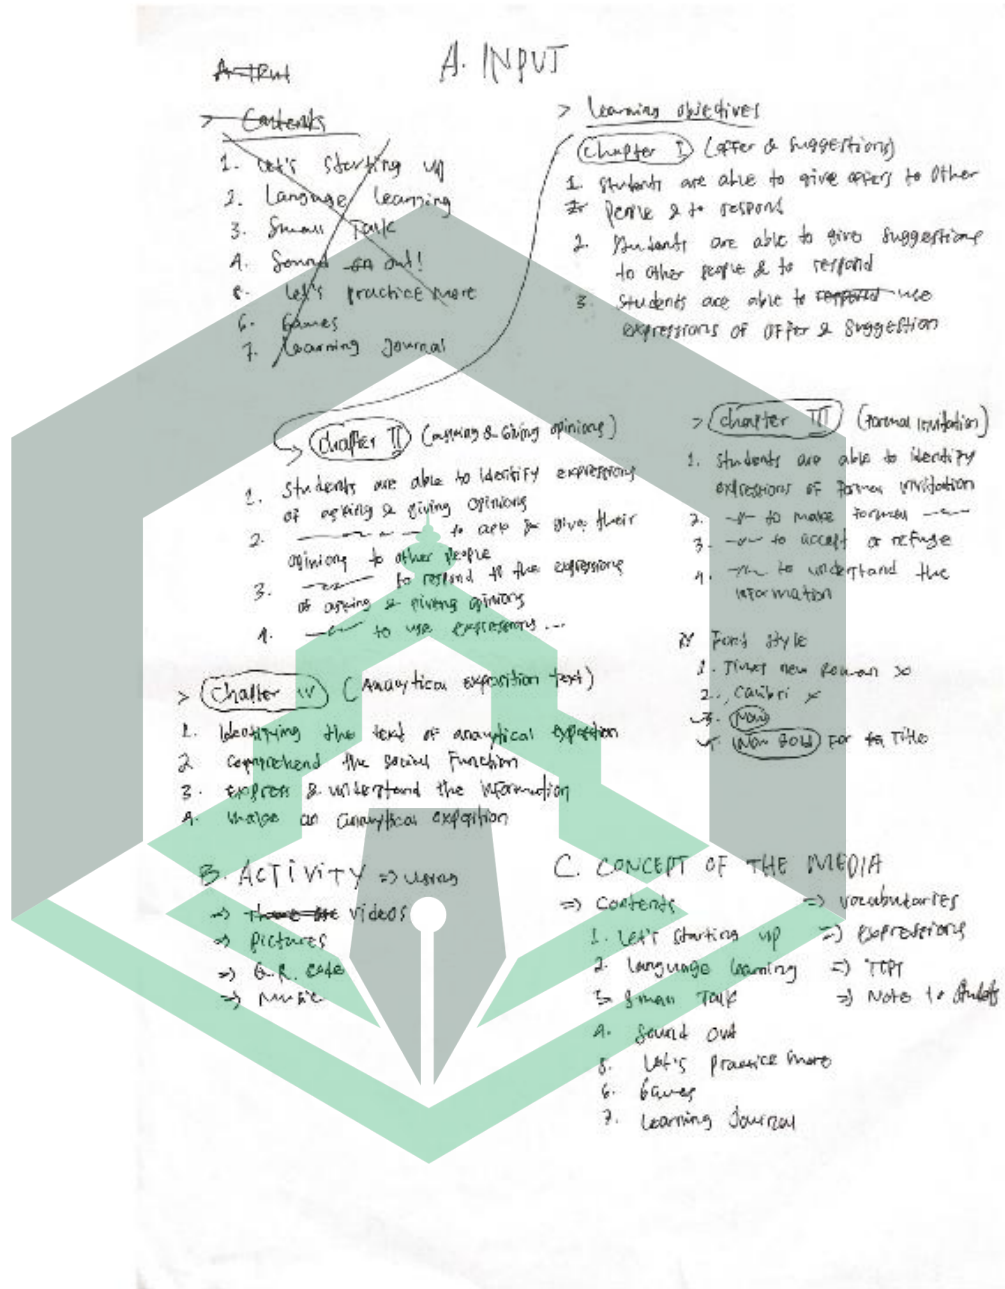 A. INPUT
> Contents
1. Let's starting up
2. Language learning
3. Small Talk
4. Sound out!
5. Let's practice more
6. Games
7. Learning Journal
> Learning objectives
Chapter I (offer & suggestions)
1. Students are able to give offers to other
people & to respond
2. Students are able to give suggestions
to other people & to respond
3. Students are able to respond use
expressions of offer & suggestion
Chapter II (asking & giving opinions)
1. Students are able to identify expressions
of asking & giving opinions
2. to ask & give their
opinions to other people
3. to respond to the expressions
of asking & giving opinions
4. to use expressions ...
> Chapter III (formal invitation)
1. Students are able to identify
expressions of formal invitation
2. to make formal
3. to accept or refuse
4. to understand the
information
Font style
1. Times new Roman x
2. Calibri x
3.
for Title
> Chapter IV (Analytical exposition text)
1. Identifying the text of analytical exposition
2. comprehend the social function
3. express & understand the information
4. make an analytical exposition
B. ACTIVITY => using
=> videos
=> pictures
=> Q.R. code
=> Music
C. CONCEPT OF THE MEDIA
=> Contents
1. Let's starting up
2. Language learning
3. Small Talk
4. Sound Out
5. Let's practice more
6. Games
7. Learning Journal
=> vocabularies
=> expressions
=> Note to